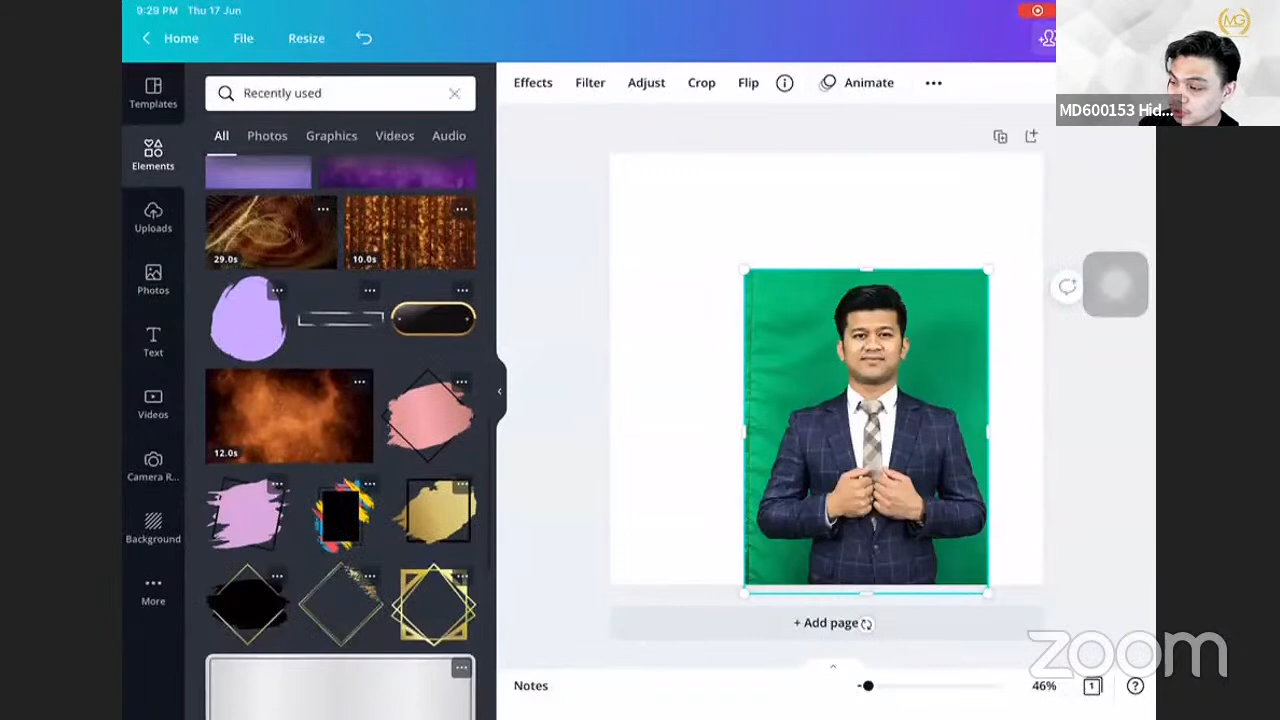 9:29 PM Thu 17 Jun
Home File Resize
MG
MD600153 Hid...
Templates
Elements
Uploads
Photos
Text
Videos
Camera R...
Background
More
Recently used
All Photos Graphics Videos Audio
29.0s
10.0s
12.0s
Effects Filter Adjust Crop Flip Animate
+ Add page
zoom
Notes
46%
1